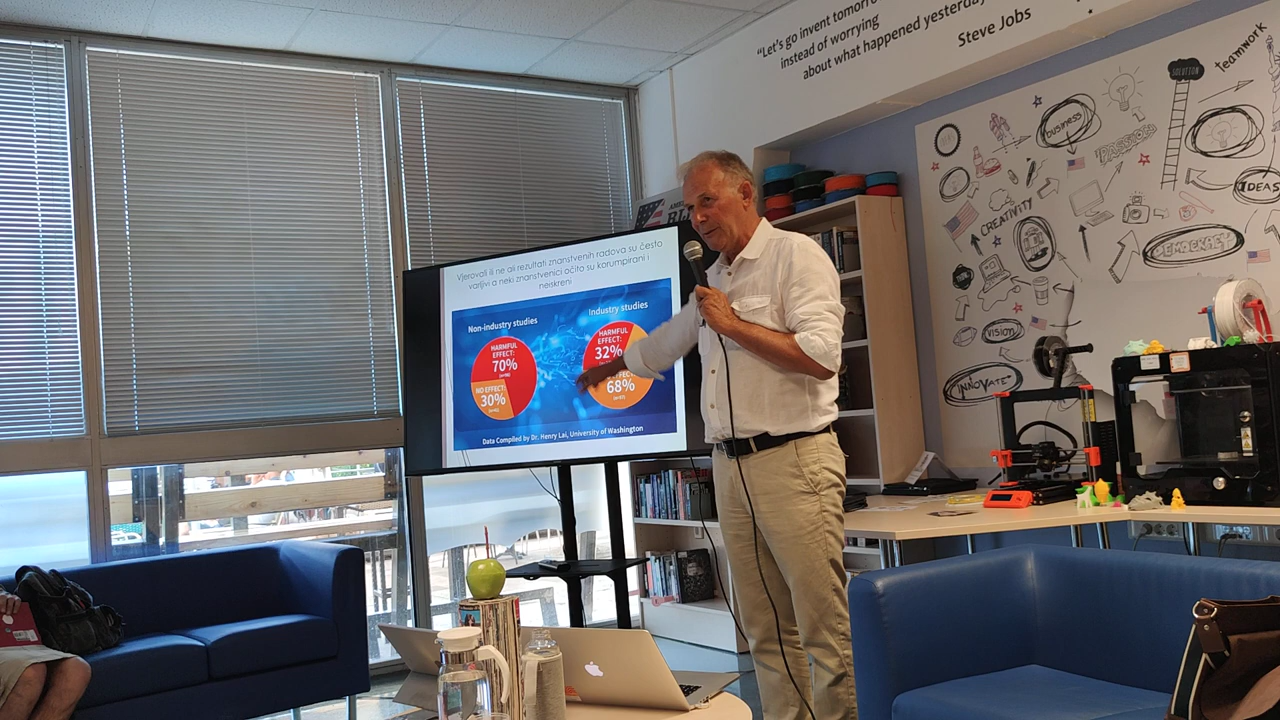 "Let's go invent tomorrow
instead of worrying
about what happened yesterday
Steve Jobs
Vjerovali ili ne ali rezultati znanstvenih radova su često
varljivi a neki znanstvenici očito su korumpirani i
neiskreni
Non-industry studies
Industry studies
HARMFUL
EFFECT:
70%
NO EFFECT
30%
HARMFUL
EFFECT:
32%
68%
Data Compiled by Dr. Henry Lai, University of Washington
SOLUTION
teamwork
business
PASSWORD
IDEAS
CREATIVITY
DEMOCRACY
VISION
INNOVATE